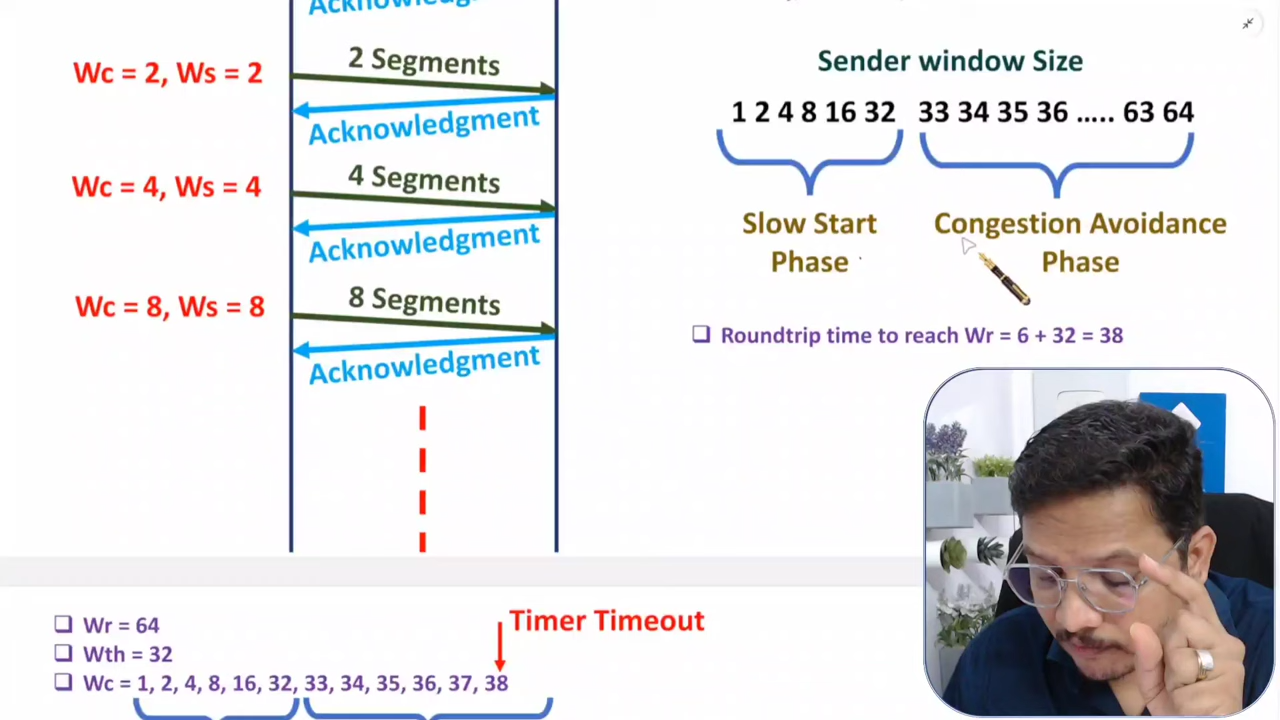 Acknowledgment
Wc = 2, Ws = 2
2 Segments
Acknowledgment
Wc = 4, Ws = 4
4 Segments
Acknowledgment
Wc = 8, Ws = 8
8 Segments
Acknowledgment
Sender window Size
1 2 4 8 16 32 33 34 35 36 ..... 63 64
Slow Start
Phase
Congestion Avoidance
Phase
❑ Roundtrip time to reach Wr = 6 + 32 = 38
❑ Wr = 64
❑ Wth = 32
❑ Wc = 1, 2, 4, 8, 16, 32, 33, 34, 35, 36, 37, 38
Timer Timeout